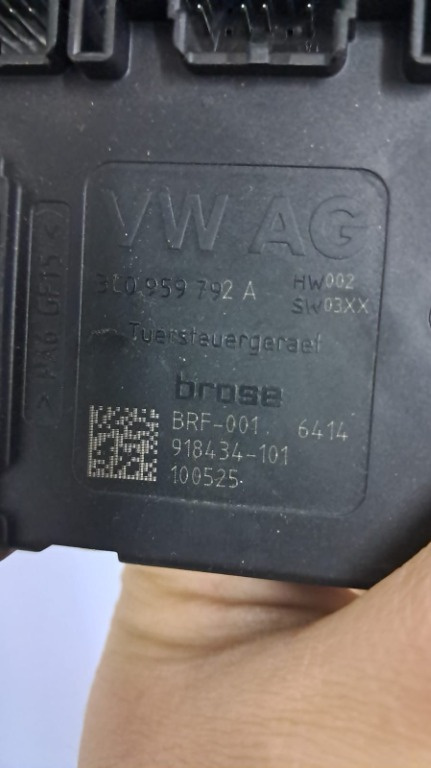 VW AG
3C0 959 792 A
HW002
SW03XX
Tuersteuergeraet
brose
BRF-001 6414
918434-101
100525
> PA6 GF15 <